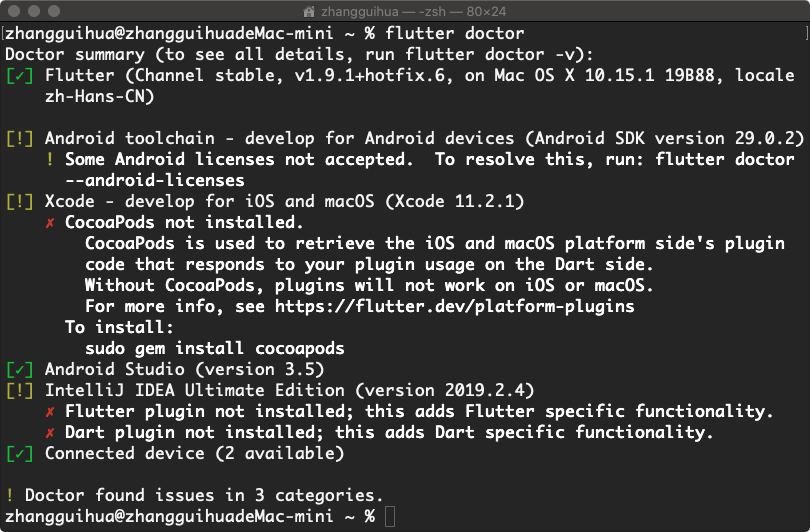 zhangguihua — -zsh — 80×24
[zhangguihua@zhangguihuadeMac-mini ~ % flutter doctor ]
Doctor summary (to see all details, run flutter doctor -v):
[✓] Flutter (Channel stable, v1.9.1+hotfix.6, on Mac OS X 10.15.1 19B88, locale
zh-Hans-CN)
[!] Android toolchain - develop for Android devices (Android SDK version 29.0.2)
! Some Android licenses not accepted.  To resolve this, run: flutter doctor
--android-licenses
[!] Xcode - develop for iOS and macOS (Xcode 11.2.1)
✗ CocoaPods not installed.
CocoaPods is used to retrieve the iOS and macOS platform side's plugin
code that responds to your plugin usage on the Dart side.
Without CocoaPods, plugins will not work on iOS or macOS.
For more info, see https://flutter.dev/platform-plugins
To install:
sudo gem install cocoapods
[✓] Android Studio (version 3.5)
[!] IntelliJ IDEA Ultimate Edition (version 2019.2.4)
✗ Flutter plugin not installed; this adds Flutter specific functionality.
✗ Dart plugin not installed; this adds Dart specific functionality.
[✓] Connected device (2 available)
! Doctor found issues in 3 categories.
zhangguihua@zhangguihuadeMac-mini ~ %